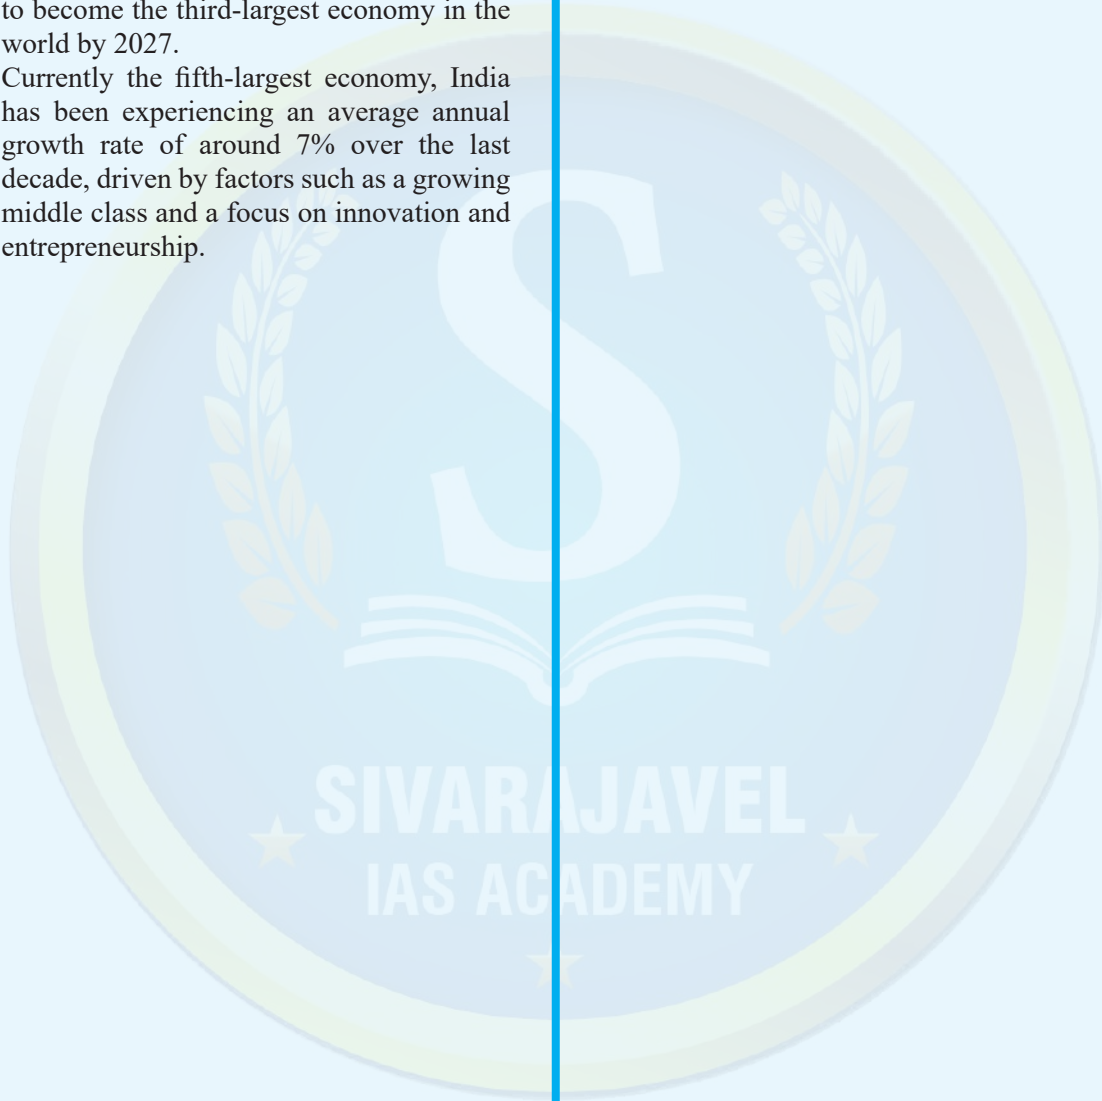 to become the third-largest economy in the
world by 2027.
Currently the fifth-largest economy, India
has been experiencing an average annual
growth rate of around 7% over the last
decade, driven by factors such as a growing
middle class and a focus on innovation and
entrepreneurship.
S
SIVARAJAVEL
IAS ACADEMY